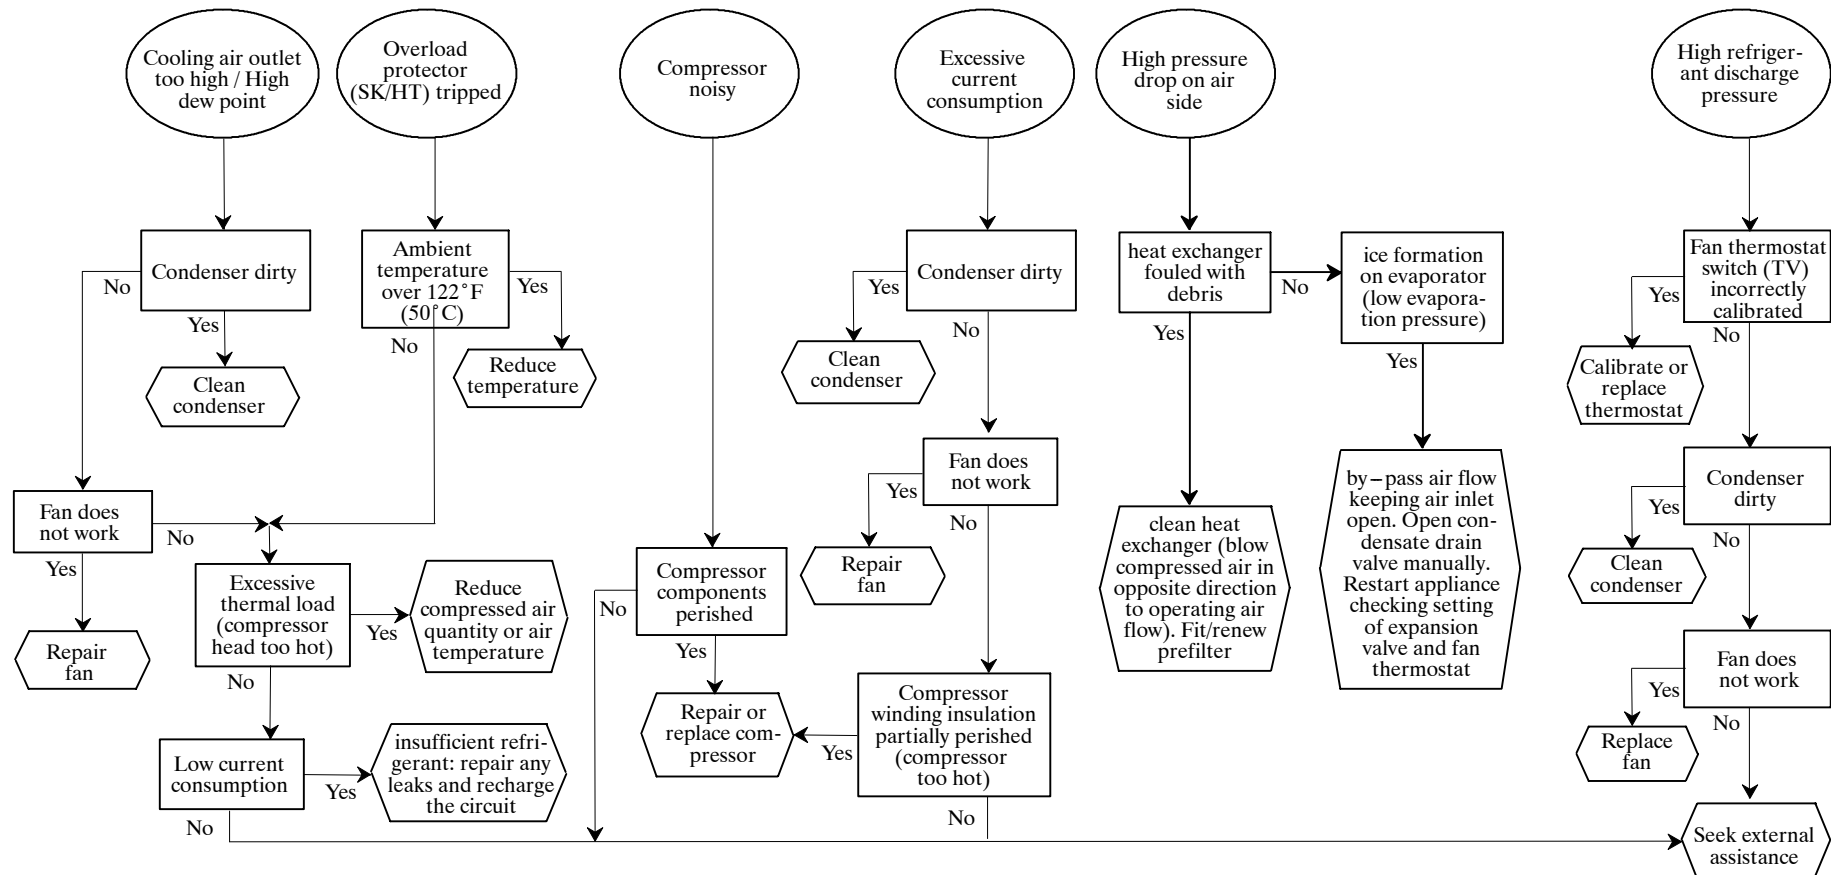 Cooling air outlet
too high / High
dew point
Overload
protector
(SK/HT) tripped
Compressor
noisy
Excessive
current
consumption
High pressure
drop on air
side
High refriger-
ant discharge
pressure
Condenser dirty
No
Yes
Clean
condenser
Ambient
temperature
over 122°F
(50°C)
Yes
No
Reduce
temperature
Condenser dirty
Yes
No
Clean
condenser
heat exchanger
fouled with
debris
No
Yes
ice formation
on evaporator
(low evapora-
tion pressure)
Yes
Fan thermostat
switch (TV)
incorrectly
calibrated
Yes
No
Calibrate or
replace
thermostat
Fan does
not work
No
Yes
Repair
fan
Excessive
thermal load
(compressor
head too hot)
Yes
No
Reduce
compressed air
quantity or air
temperature
Low current
consumption
Yes
No
insufficient refri-
gerant: repair any
leaks and recharge
the circuit
Compressor
components
perished
No
Yes
Repair or
replace com-
pressor
Fan does
not work
Yes
No
Repair
fan
Compressor
winding insulation
partially perished
(compressor
too hot)
Yes
No
clean heat
exchanger (blow
compressed air in
opposite direction
to operating air
flow). Fit/renew
prefilter
by-pass air flow
keeping air inlet
open. Open con-
densate drain
valve manually.
Restart appliance
checking setting
of expansion
valve and fan
thermostat
Condenser
dirty
Yes
No
Clean
condenser
Fan does
not work
Yes
No
Replace
fan
Seek external
assistance